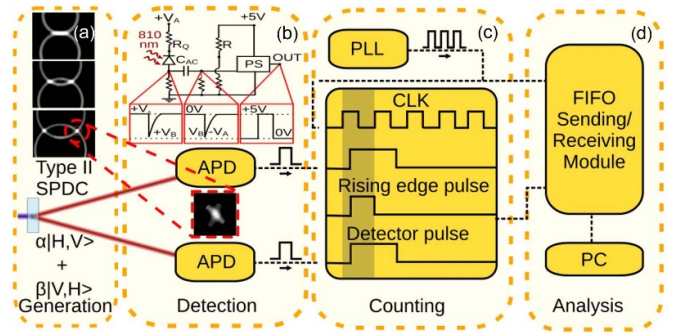 (a)
Type II
SPDC
α|H,V>
+
β|V,H>
Generation
(b)
+VA
810
nm
RQ
CAC
R
+5V
OUT
PS
+V
+VB
0V
VB
-VA
+5V
0V
APD
APD
Detection
(c)
PLL
CLK
Rising edge pulse
Detector pulse
Counting
(d)
FIFO
Sending/
Receiving
Module
PC
Analysis